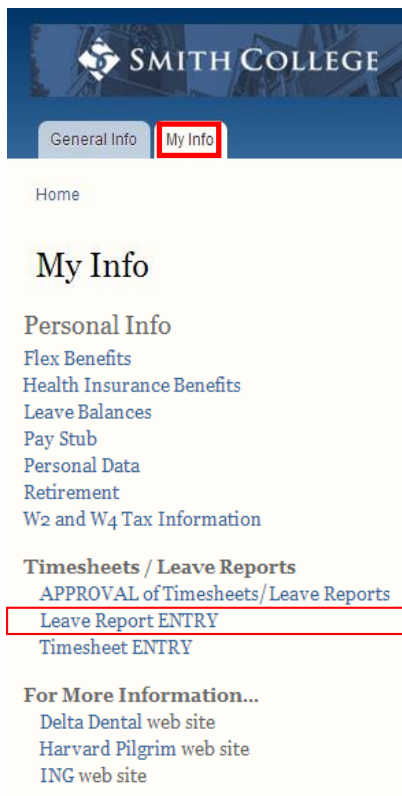 SMITH COLLEGE
General Info My Info
Home
My Info
Personal Info
Flex Benefits
Health Insurance Benefits
Leave Balances
Pay Stub
Personal Data
Retirement
W2 and W4 Tax Information
Timesheets / Leave Reports
APPROVAL of Timesheets/Leave Reports
Leave Report ENTRY
Timesheet ENTRY
For More Information...
Delta Dental web site
Harvard Pilgrim web site
ING web site